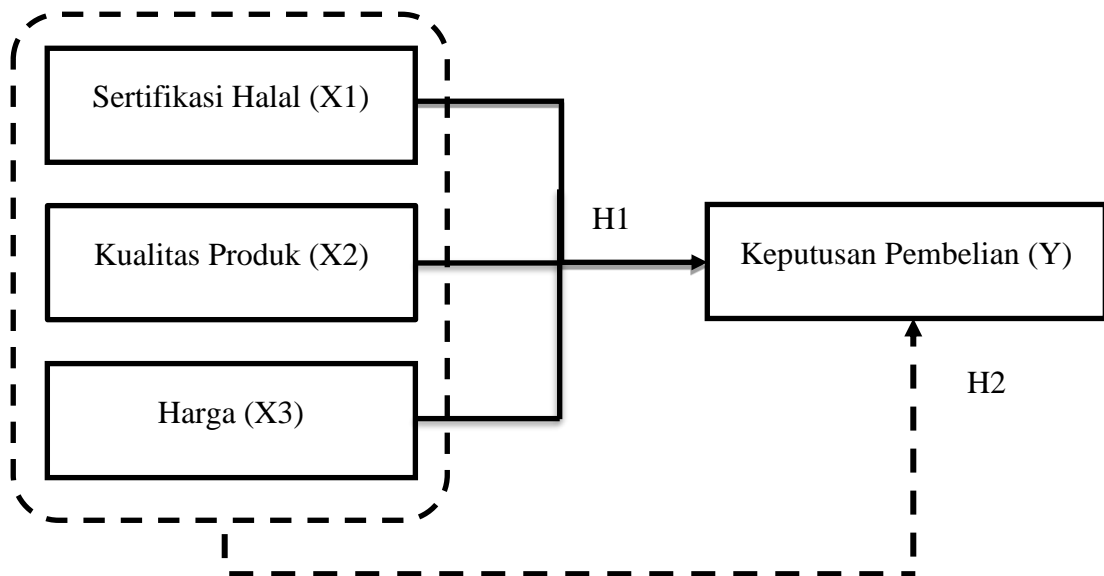 Sertifikasi Halal (X1)
Kualitas Produk (X2)
Harga (X3)
H1
Keputusan Pembelian (Y)
H2